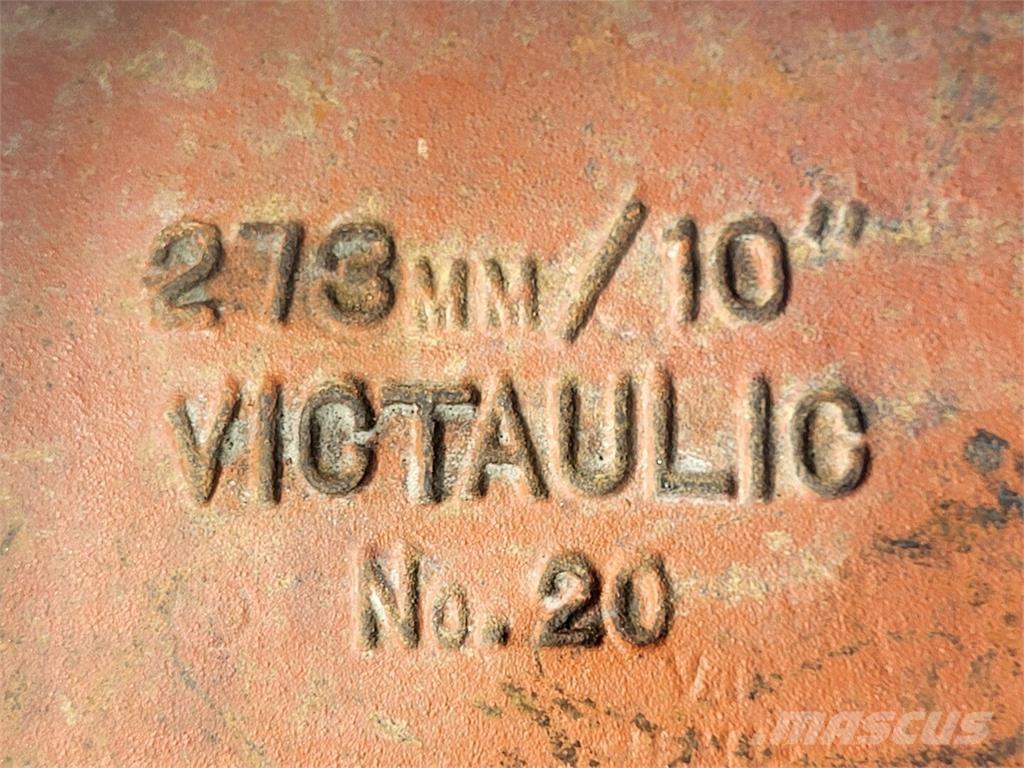 273MM/10"
VICTAULIC
No. 20
MASCUS